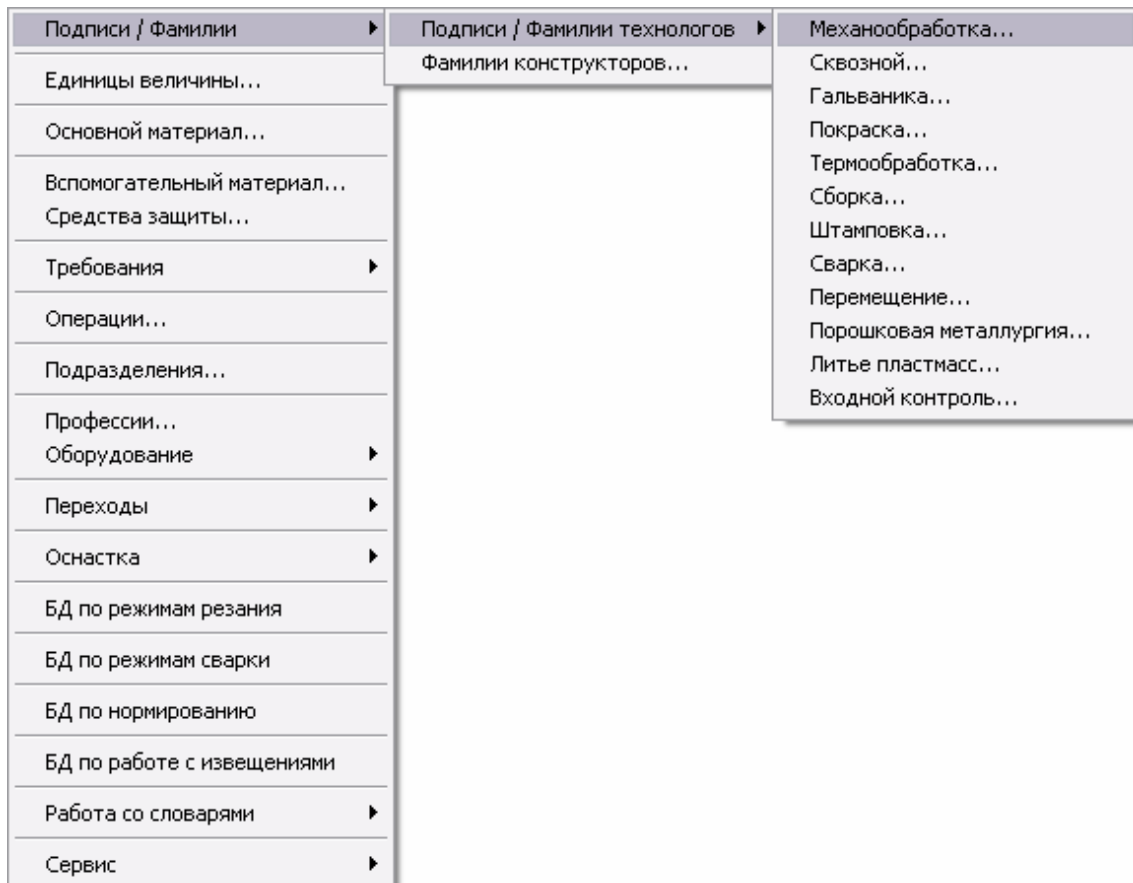 Подписи / Фамилии
Единицы величины...
Основной материал...
Вспомогательный материал...
Средства защиты...
Требования
Операции...
Подразделения...
Профессии...
Оборудование
Переходы
Оснастка
БД по режимам резания
БД по режимам сварки
БД по нормированию
БД по работе с извещениями
Работа со словарями
Сервис
Подписи / Фамилии технологов
Фамилии конструкторов...
Механообработка...
Сквозной...
Гальваника...
Покраска...
Термообработка...
Сборка...
Штамповка...
Сварка...
Перемещение...
Порошковая металлургия...
Литье пластмасс...
Входной контроль...